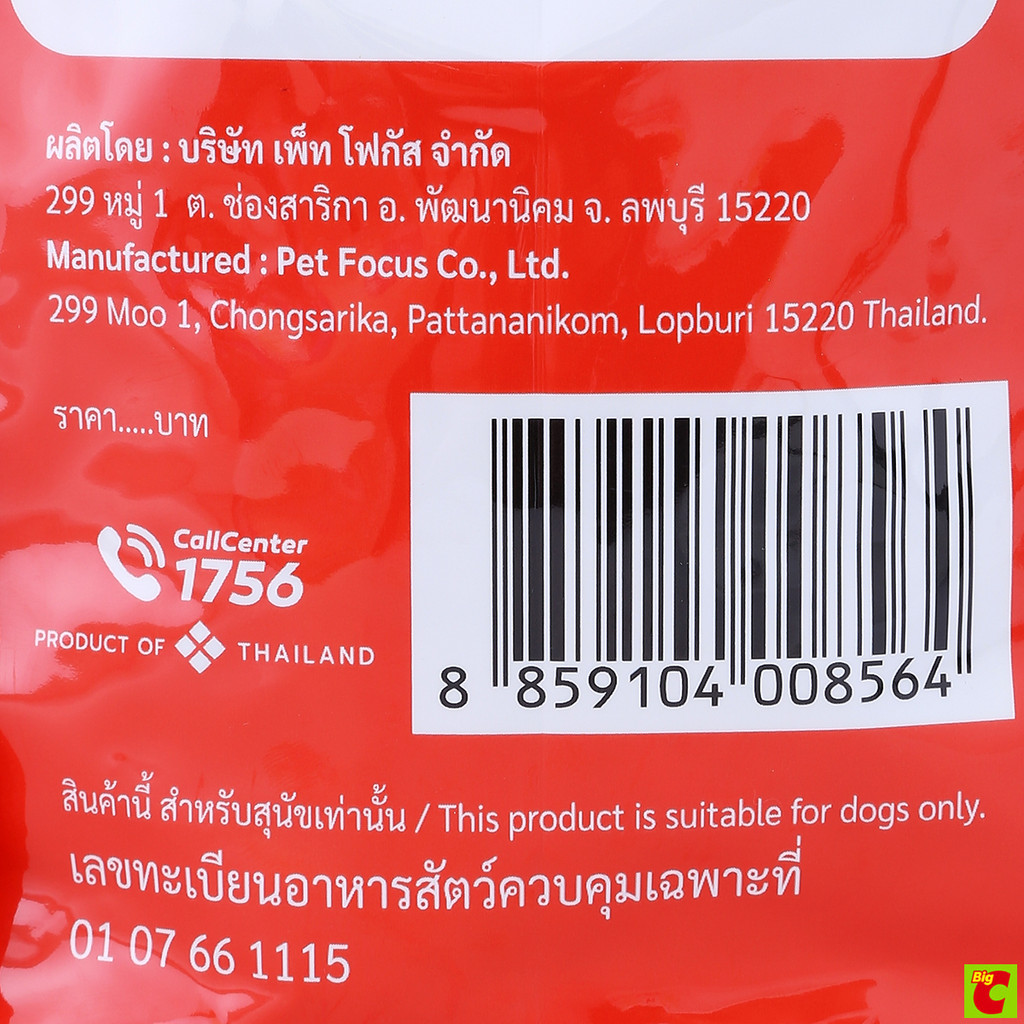 ผลิตโดย : บริษัท เพ็ท โฟกัส จำกัด
299 หมู่ 1 ต. ช่องสาริกา อ. พัฒนานิคม จ. ลพบุรี 15220
Manufactured : Pet Focus Co., Ltd.
299 Moo 1, Chongsarika, Pattananikom, Lopburi 15220 Thailand.
ราคา.....บาท
CallCenter
1756
PRODUCT OF THAILAND
8 859104 008564
สินค้านี้ สำหรับสุนัขเท่านั้น / This product is suitable for dogs only.
เลขทะเบียนอาหารสัตว์ควบคุมเฉพาะที่
01 07 66 1115
Big C